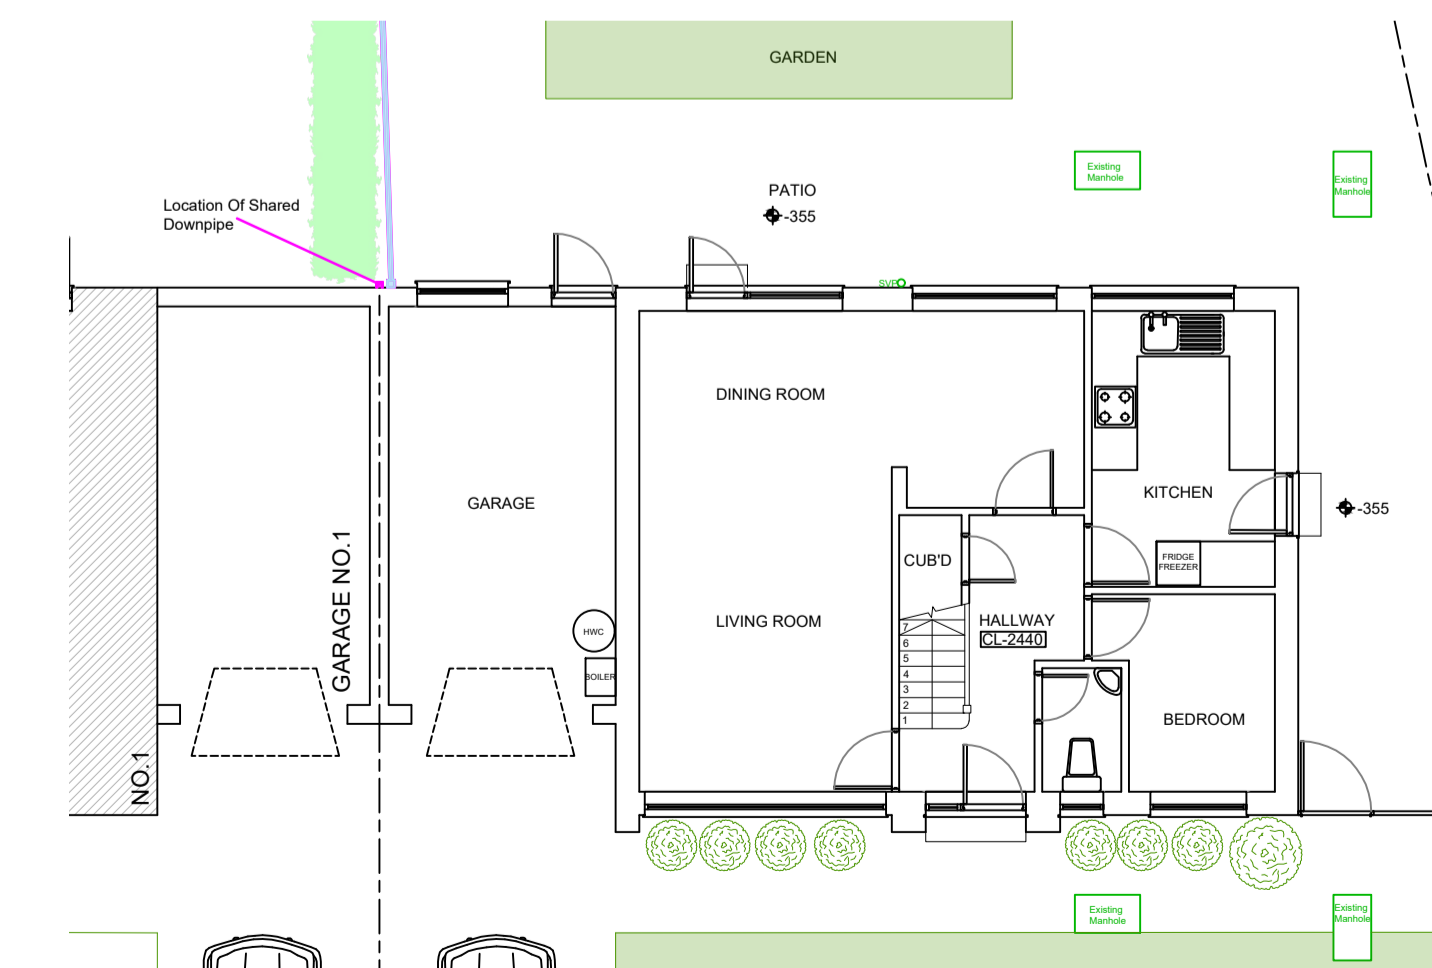 GARDEN
Existing
Manhole
Existing
Manhole
PATIO
-355
Location Of Shared
Downpipe
SVP
DINING ROOM
KITCHEN
GARAGE
-355
GARAGE NO.1
CUB'D
FRIDGE
FREEZER
HWC
LIVING ROOM
HALLWAY
CL-2440
7
6
5
4
3
2
1
BOILER
BEDROOM
NO.1
Existing
Manhole
Existing
Manhole